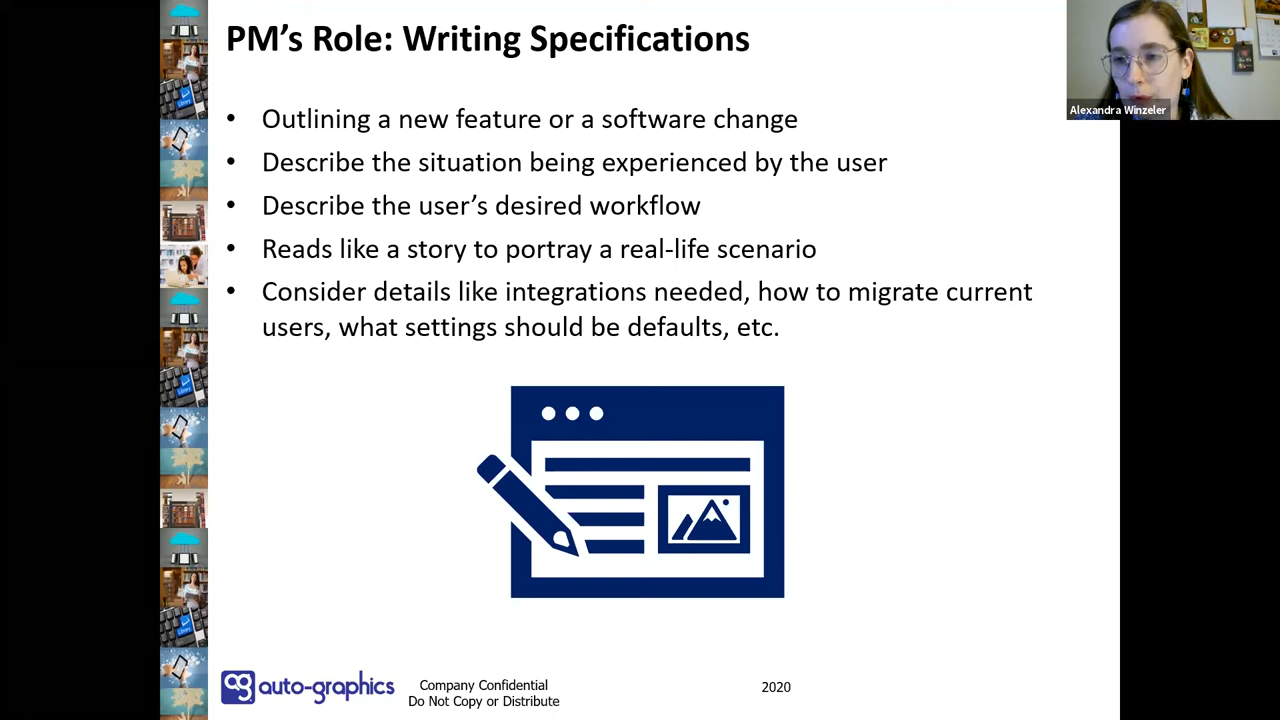 PM's Role: Writing Specifications
Alexandra Winzeler
• Outlining a new feature or a software change
• Describe the situation being experienced by the user
• Describe the user's desired workflow
• Reads like a story to portray a real-life scenario
• Consider details like integrations needed, how to migrate current
users, what settings should be defaults, etc.
ag auto-graphics
Company Confidential
Do Not Copy or Distribute
2020